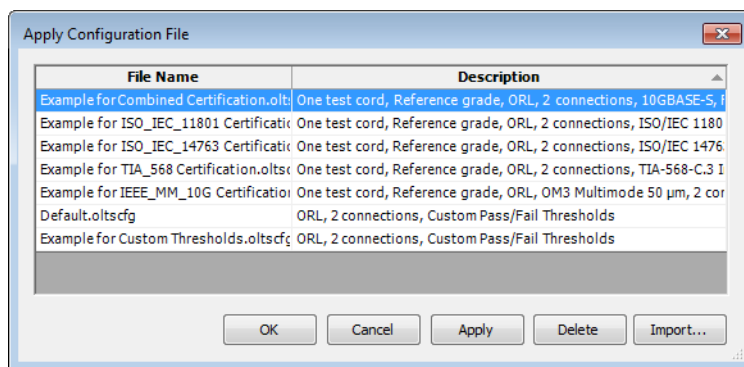 Apply Configuration File
File Name Description
Example for Combined Certification.olt One test cord, Reference grade, ORL, 2 connections, 10GBASE-S,
Example for ISO_IEC_11801 Certificatio One test cord, Reference grade, ORL, 2 connections, ISO/IEC 1180
Example for ISO_IEC_14763 Certificatio One test cord, Reference grade, ORL, 2 connections, ISO/IEC 1476
Example for TIA_568 Certification.oltsc One test cord, Reference grade, ORL, 2 connections, TIA-568-C.3
Example for IEEE_MM_10G Certification One test cord, Reference grade, ORL, OM3 Multimode 50 µm, 2 con
Default.oltscfg ORL, 2 connections, Custom Pass/Fail Thresholds
Example for Custom Thresholds.oltscfg ORL, 2 connections, Custom Pass/Fail Thresholds
OK Cancel Apply Delete Import...